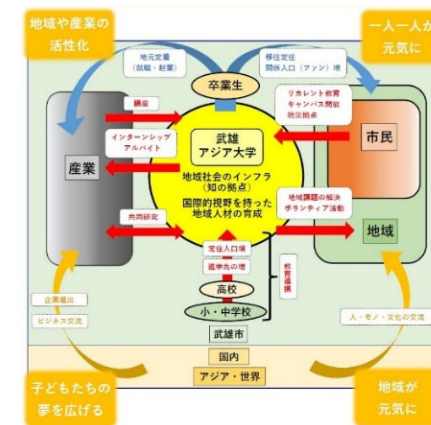 地域や産業の
活性化
一人一人が
元気に
地元定着
(就職・起業)
移住定住
関係人口(ファン)増
卒業生
講座
リカレント教育
キャンパス開放
防災拠点
インターンシップ
アルバイト
武雄
アジア大学
産業
市民
地域社会のインフラ
(知の拠点)
国際的視野を持った
地域人材の育成
地域課題の解決
ボランティア活動
共同研究
地域
定住人口増
進学先の増
教育連携
高校
小・中学校
企業進出
ビジネス交流
人・モノ・文化の交流
武雄市
国内
アジア・世界
子どもたちの
夢を広げる
地域が
元気に